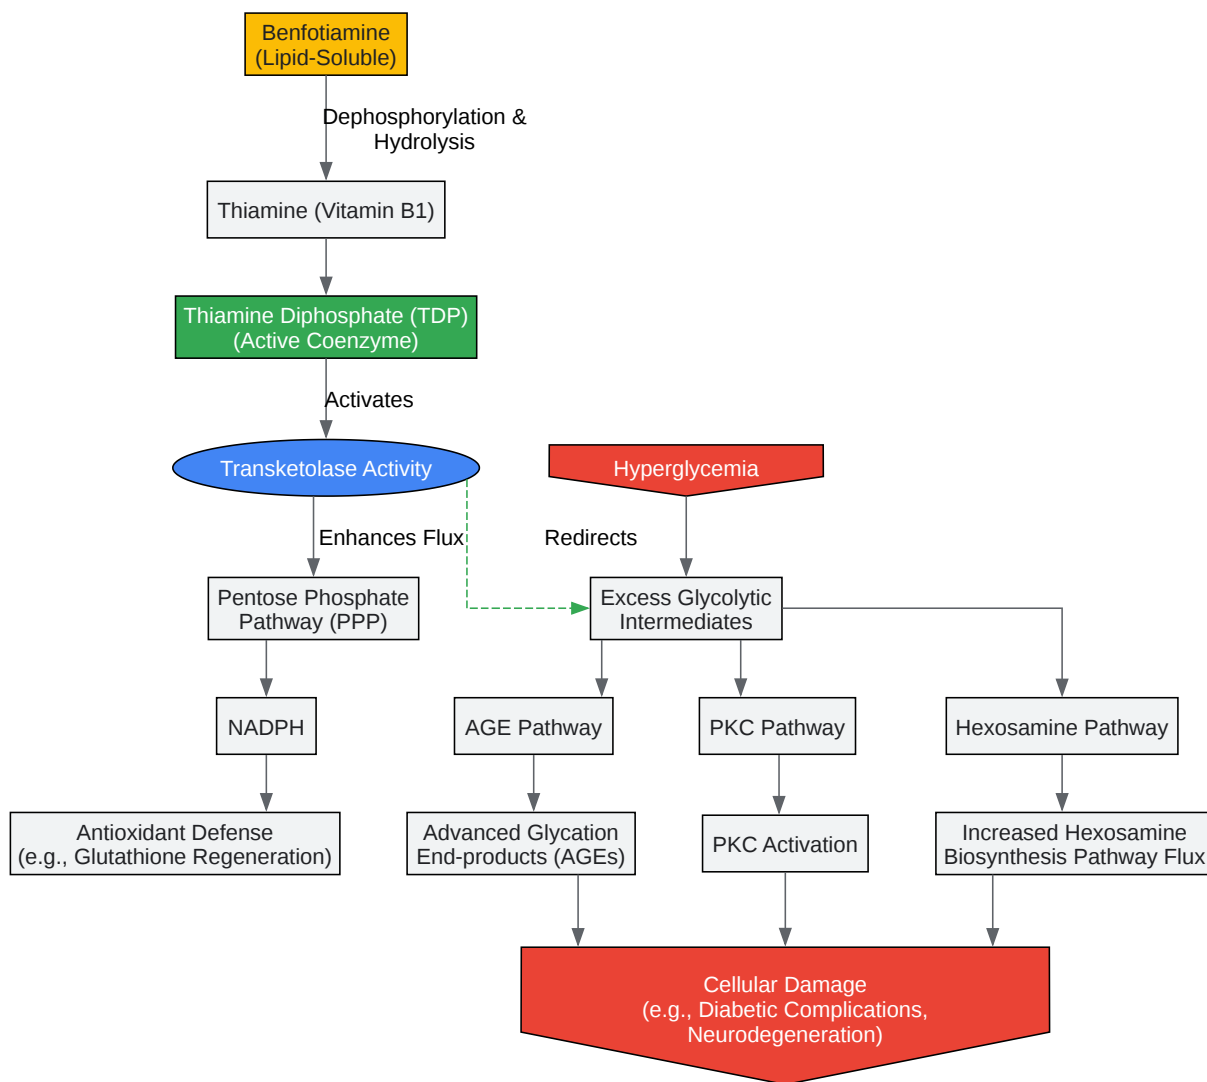 Benfotiamine
(Lipid-Soluble)
Dephosphorylation &
Hydrolysis
Thiamine (Vitamin B1)
Thiamine Diphosphate (TDP)
(Active Coenzyme)
Activates
Transketolase Activity
Hyperglycemia
Enhances Flux
Redirects
Pentose Phosphate
Pathway (PPP)
Excess Glycolytic
Intermediates
NADPH
AGE Pathway
PKC Pathway
Hexosamine Pathway
Antioxidant Defense
(e.g., Glutathione Regeneration)
Advanced Glycation
End-products (AGEs)
PKC Activation
Increased Hexosamine
Biosynthesis Pathway Flux
Cellular Damage
(e.g., Diabetic Complications,
Neurodegeneration)